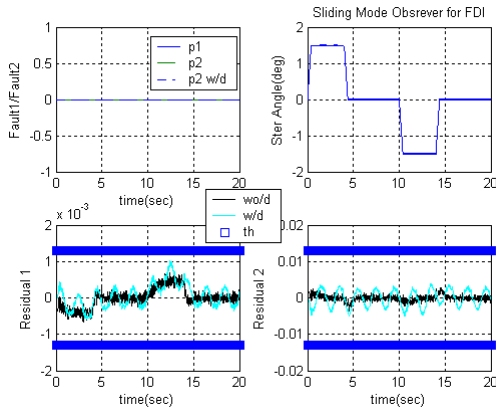 Sliding Mode Obsrever for FDI
Fault1/Fault2
1
0.5
0
-0.5
-1
p1
p2
p2 w/d
0 5 10 15 20
time(sec)
Ster Angle(deg)
2
1
0
-1
-2
0 5 10 15 20
time(sec)
wo/d
w/d
th
x 10⁻³
Residual 1
2
1
0
-1
-2
0 5 10 15 20
time(sec)
Residual 2
0.02
0.01
0
-0.01
-0.02
0 5 10 15 20
time(sec)